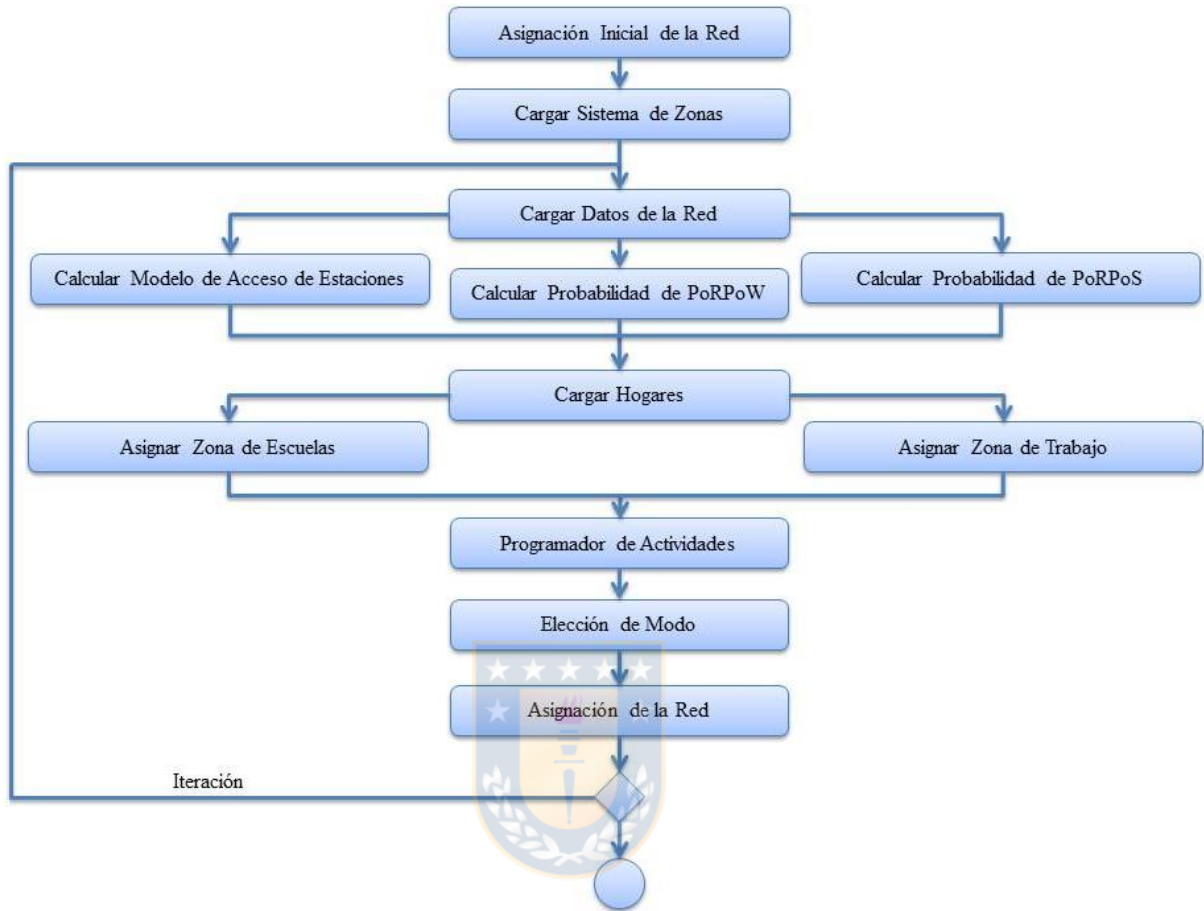 Asignación Inicial de la Red
Cargar Sistema de Zonas
Cargar Datos de la Red
Calcular Modelo de Acceso de Estaciones
Calcular Probabilidad de PoRPoW
Calcular Probabilidad de PoRPoS
Cargar Hogares
Asignar Zona de Escuelas
Asignar Zona de Trabajo
Programador de Actividades
Elección de Modo
Asignación de la Red
Iteración